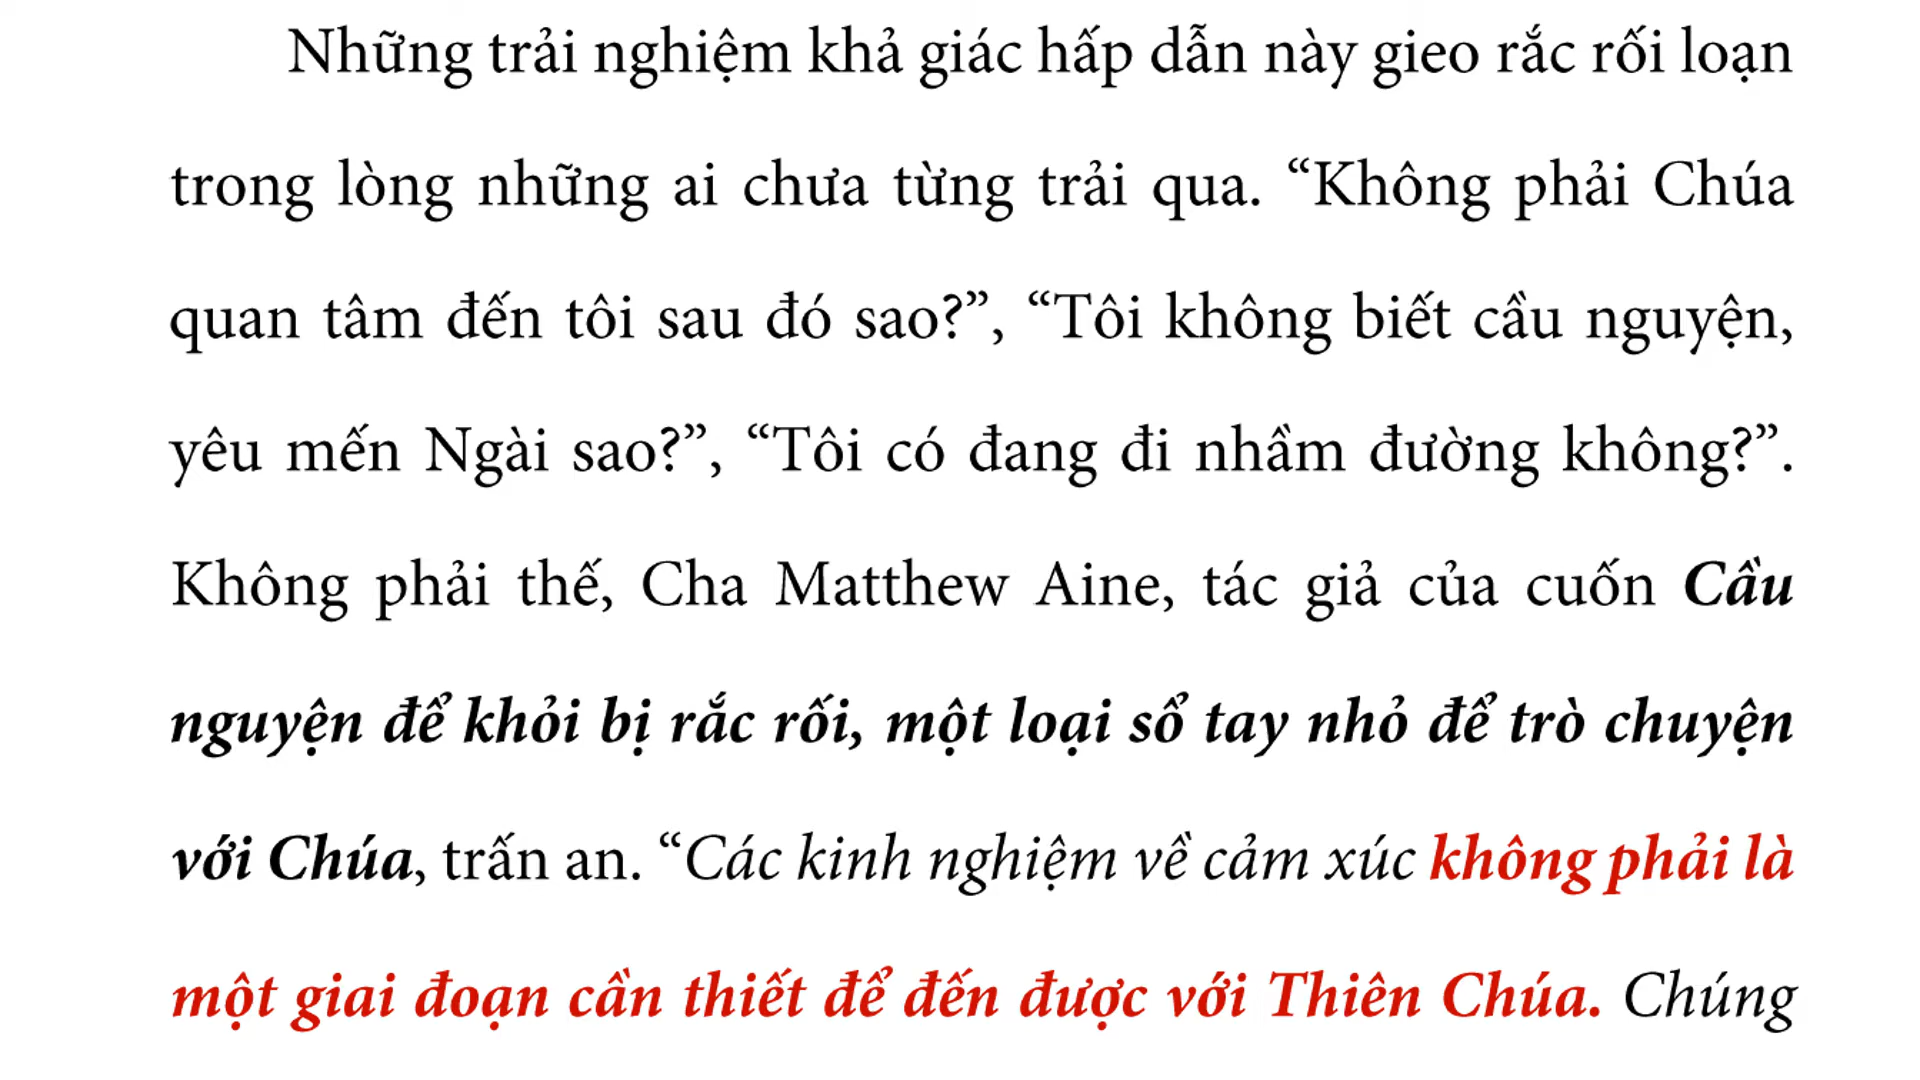 Những trải nghiệm khả giác hấp dẫn này gieo rắc rối loạn
trong lòng những ai chưa từng trải qua. “Không phải Chúa
quan tâm đến tôi sau đó sao?”, “Tôi không biết cầu nguyện,
yêu mến Ngài sao?”, “Tôi có đang đi nhầm đường không?”.
Không phải thế, Cha Matthew Aine, tác giả của cuốn Cầu
nguyện để khỏi bị rắc rối, một loại sổ tay nhỏ để trò chuyện
với Chúa, trấn an. “Các kinh nghiệm về cảm xúc không phải là
một giai đoạn cần thiết để đến được với Thiên Chúa. Chúng